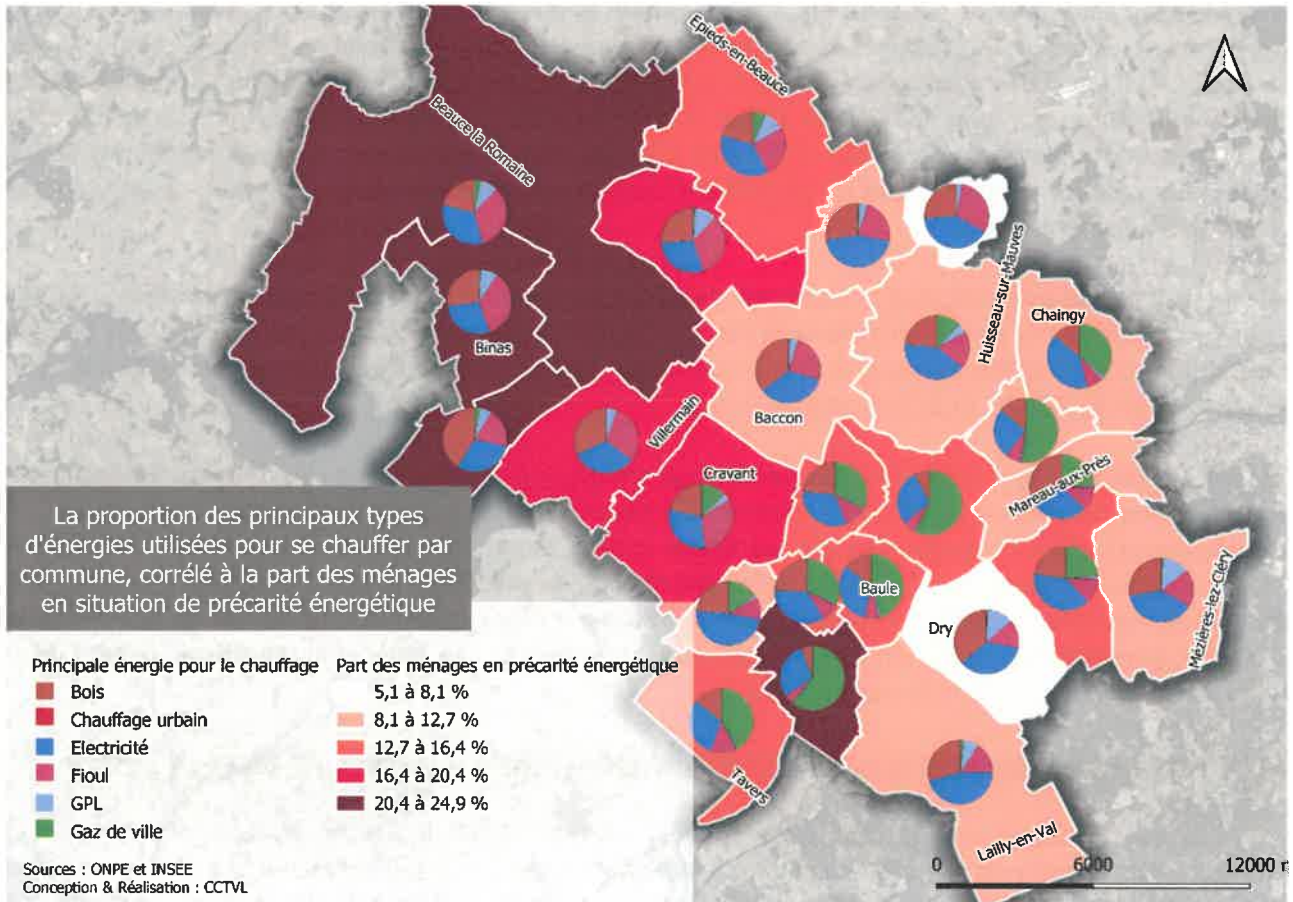 Epieds-en-Beauce
Beauce la Romaine
Huisseau-sur-Mauves
Chaingy
Binas
Baccon
Villermain
Cravant
Mareau-aux-Près
La proportion des principaux types
d'énergies utilisées pour se chauffer par
commune, corrélé à la part des ménages
en situation de précarité énergétique
Baule
Dry
Mézières-lez-Cléry
Principale énergie pour le chauffage
Bois
Chauffage urbain
Electricité
Fioul
GPL
Gaz de ville
Part des ménages en précarité énergétique
5,1 à 8,1 %
8,1 à 12,7 %
12,7 à 16,4 %
16,4 à 20,4 %
20,4 à 24,9 %
Tavers
Lailly-en-Val
0 6000 12000 m
Sources : ONPE et INSEE
Conception & Réalisation : CCTVL